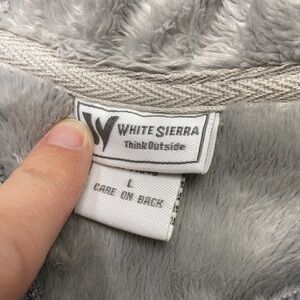 WHITE SIERRA
Think Outside
L
CARE ON BACK